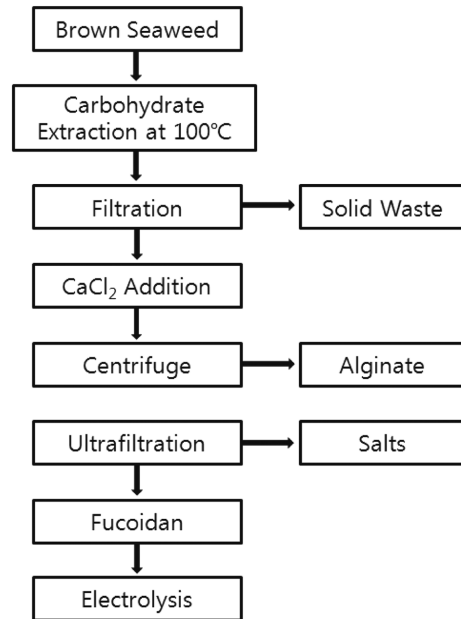 Brown Seaweed
Carbohydrate
Extraction at 100℃
Filtration
Solid Waste
CaCl₂ Addition
Centrifuge
Alginate
Ultrafiltration
Salts
Fucoidan
Electrolysis